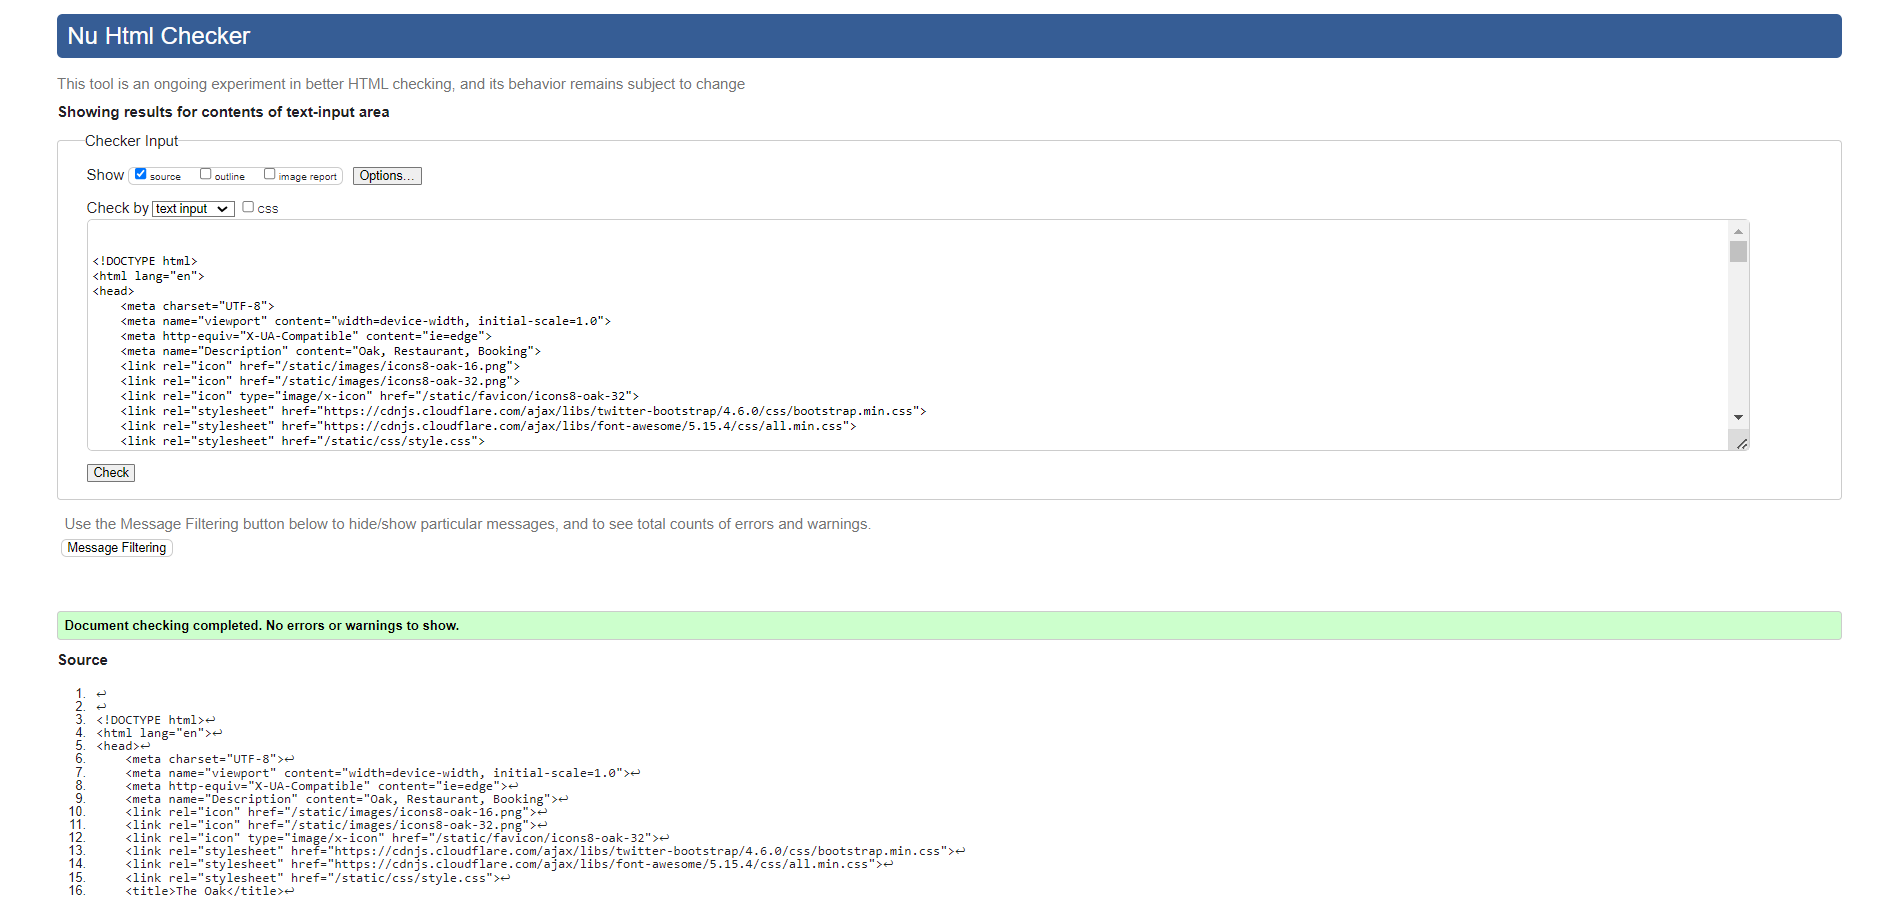 Nu Html Checker
This tool is an ongoing experiment in better HTML checking, and its behavior remains subject to change
Showing results for contents of text-input area
Checker Input
Show source outline image report Options...
Check by text input css
<!DOCTYPE html>
<html lang="en">
<head>
    <meta charset="UTF-8">
    <meta name="viewport" content="width=device-width, initial-scale=1.0">
    <meta http-equiv="X-UA-Compatible" content="ie=edge">
    <meta name="Description" content="Oak, Restaurant, Booking">
    <link rel="icon" href="/static/images/icons8-oak-16.png">
    <link rel="icon" href="/static/images/icons8-oak-32.png">
    <link rel="icon" type="image/x-icon" href="/static/favicon/icons8-oak-32">
    <link rel="stylesheet" href="https://cdnjs.cloudflare.com/ajax/libs/twitter-bootstrap/4.6.0/css/bootstrap.min.css">
    <link rel="stylesheet" href="https://cdnjs.cloudflare.com/ajax/libs/font-awesome/5.15.4/css/all.min.css">
    <link rel="stylesheet" href="/static/css/style.css">
Check
Use the Message Filtering button below to hide/show particular messages, and to see total counts of errors and warnings.
Message Filtering
Document checking completed. No errors or warnings to show.
Source
1. ↩
2. ↩
3. <!DOCTYPE html>↩
4. <html lang="en">↩
5. <head>↩
6.     <meta charset="UTF-8">↩
7.     <meta name="viewport" content="width=device-width, initial-scale=1.0">↩
8.     <meta http-equiv="X-UA-Compatible" content="ie=edge">↩
9.     <meta name="Description" content="Oak, Restaurant, Booking">↩
10.     <link rel="icon" href="/static/images/icons8-oak-16.png">↩
11.     <link rel="icon" href="/static/images/icons8-oak-32.png">↩
12.     <link rel="icon" type="image/x-icon" href="/static/favicon/icons8-oak-32">↩
13.     <link rel="stylesheet" href="https://cdnjs.cloudflare.com/ajax/libs/twitter-bootstrap/4.6.0/css/bootstrap.min.css">↩
14.     <link rel="stylesheet" href="https://cdnjs.cloudflare.com/ajax/libs/font-awesome/5.15.4/css/all.min.css">↩
15.     <link rel="stylesheet" href="/static/css/style.css">↩
16.     <title>The Oak</title>↩